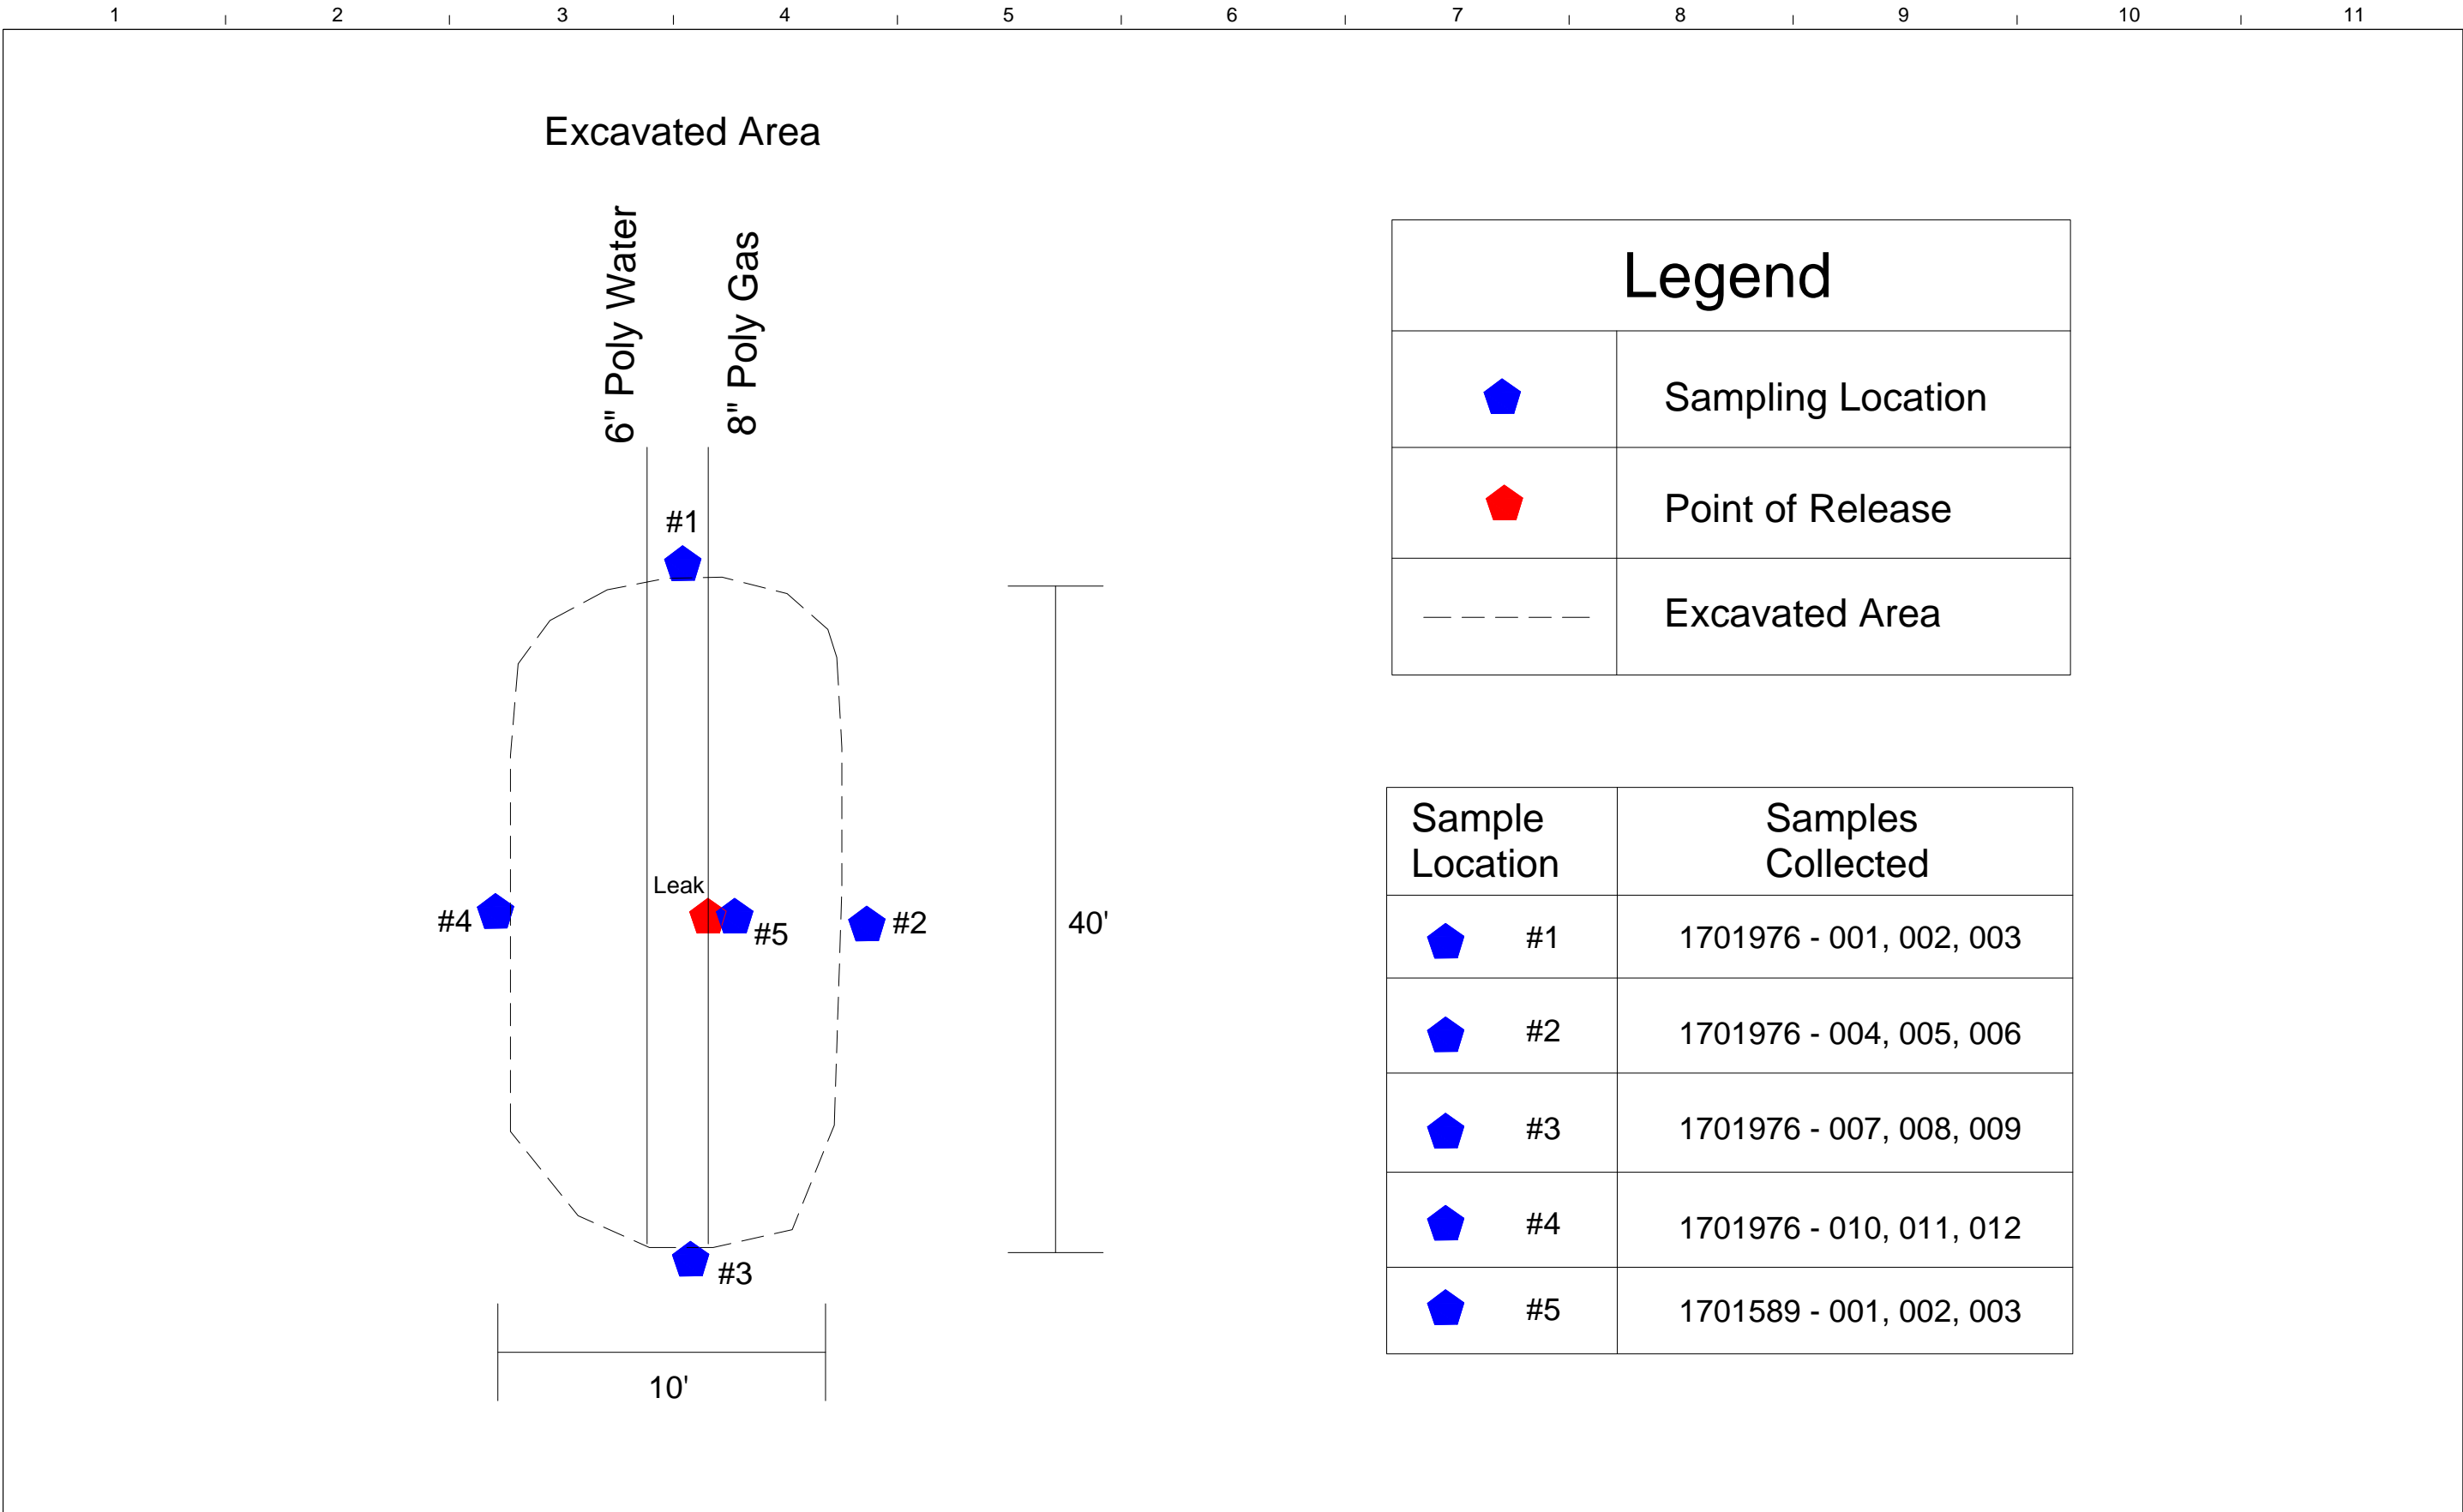 1 2 3 4 5 6 7 8 9 10 11
Excavated Area
6" Poly Water
8" Poly Gas
#1
Leak
#4
#5
#2
#3
40'
10'
Legend
Sampling Location
Point of Release
Excavated Area
Sample Location
Samples Collected
#1 1701976 - 001, 002, 003
#2 1701976 - 004, 005, 006
#3 1701976 - 007, 008, 009
#4 1701976 - 010, 011, 012
#5 1701589 - 001, 002, 003